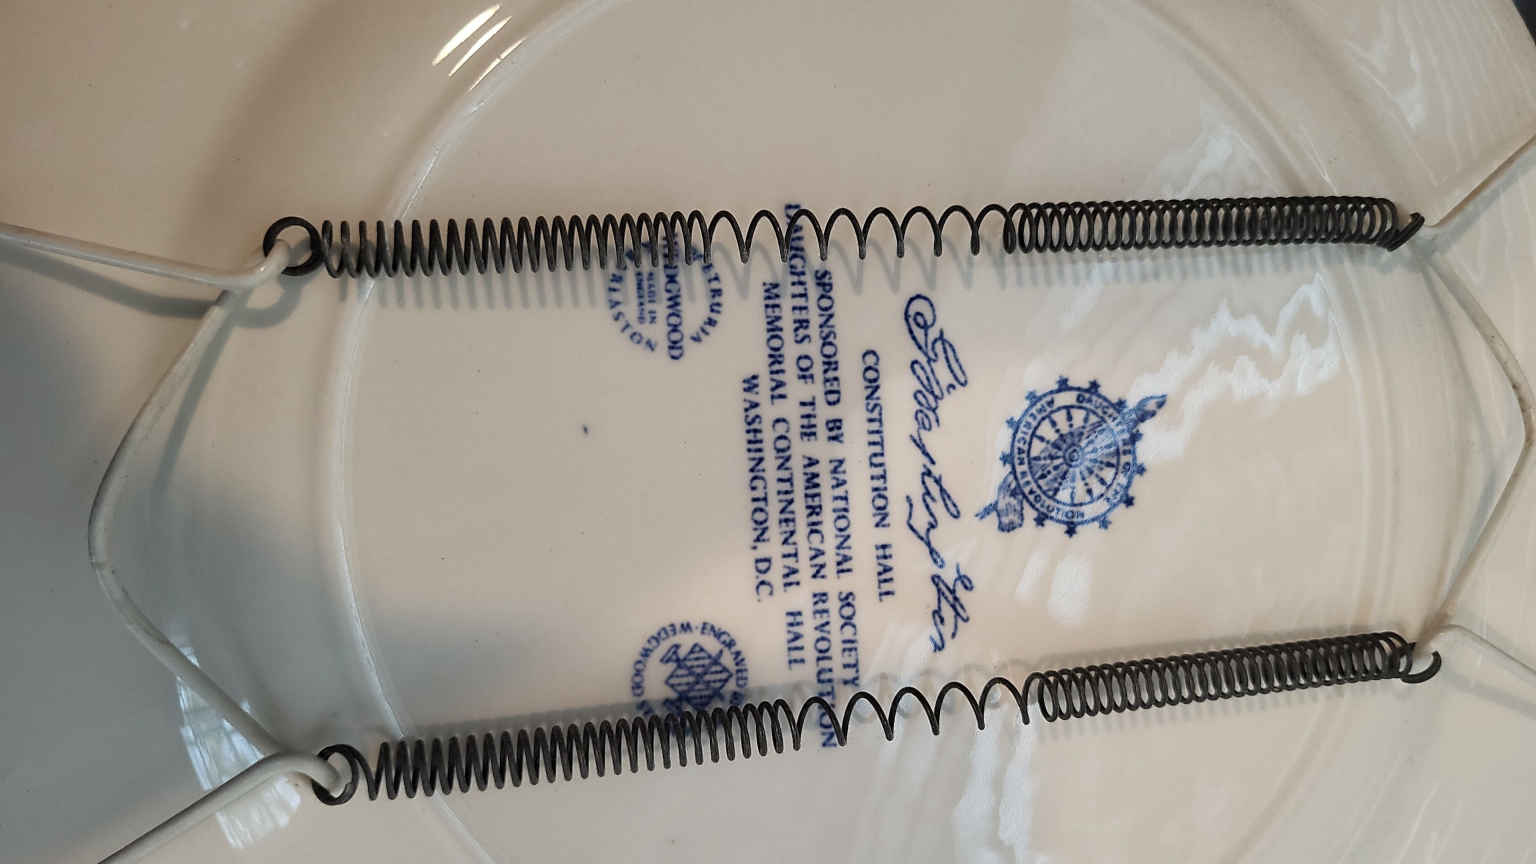 DAUGHTERS OF THE AMERICAN REVOLUTION
G:Washington
CONSTITUTION HALL
SPONSORED BY NATIONAL SOCIETY
DAUGHTERS OF THE AMERICAN REVOLUTION
MEMORIAL CONTINENTAL HALL
WASHINGTON, D.C.
ETRURIA
WEDGWOOD
MADE IN
ENGLAND
ENGRAVED
WEDGWOOD